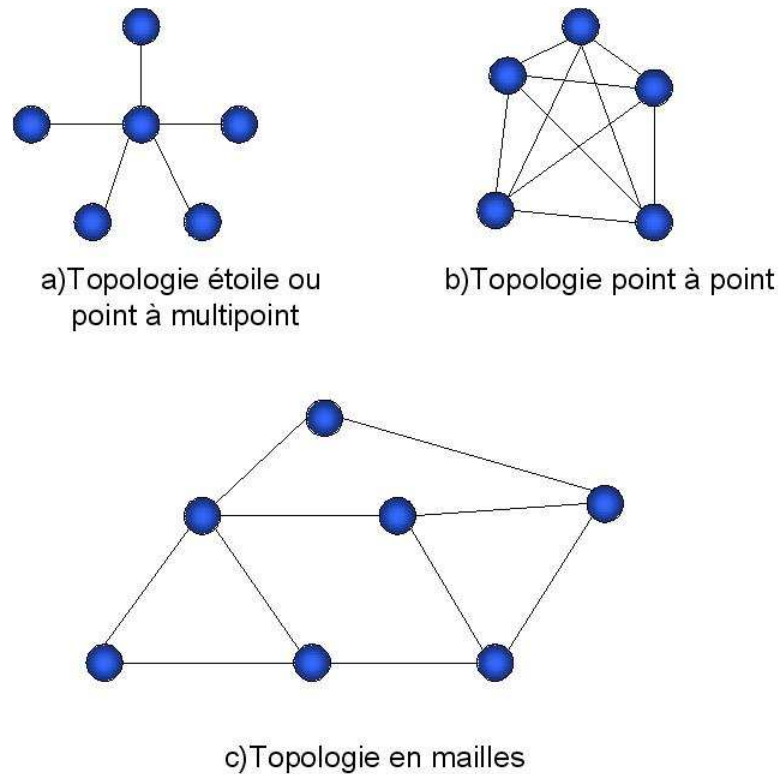 a)Topologie étoile ou
point à multipoint
b)Topologie point à point
c)Topologie en mailles